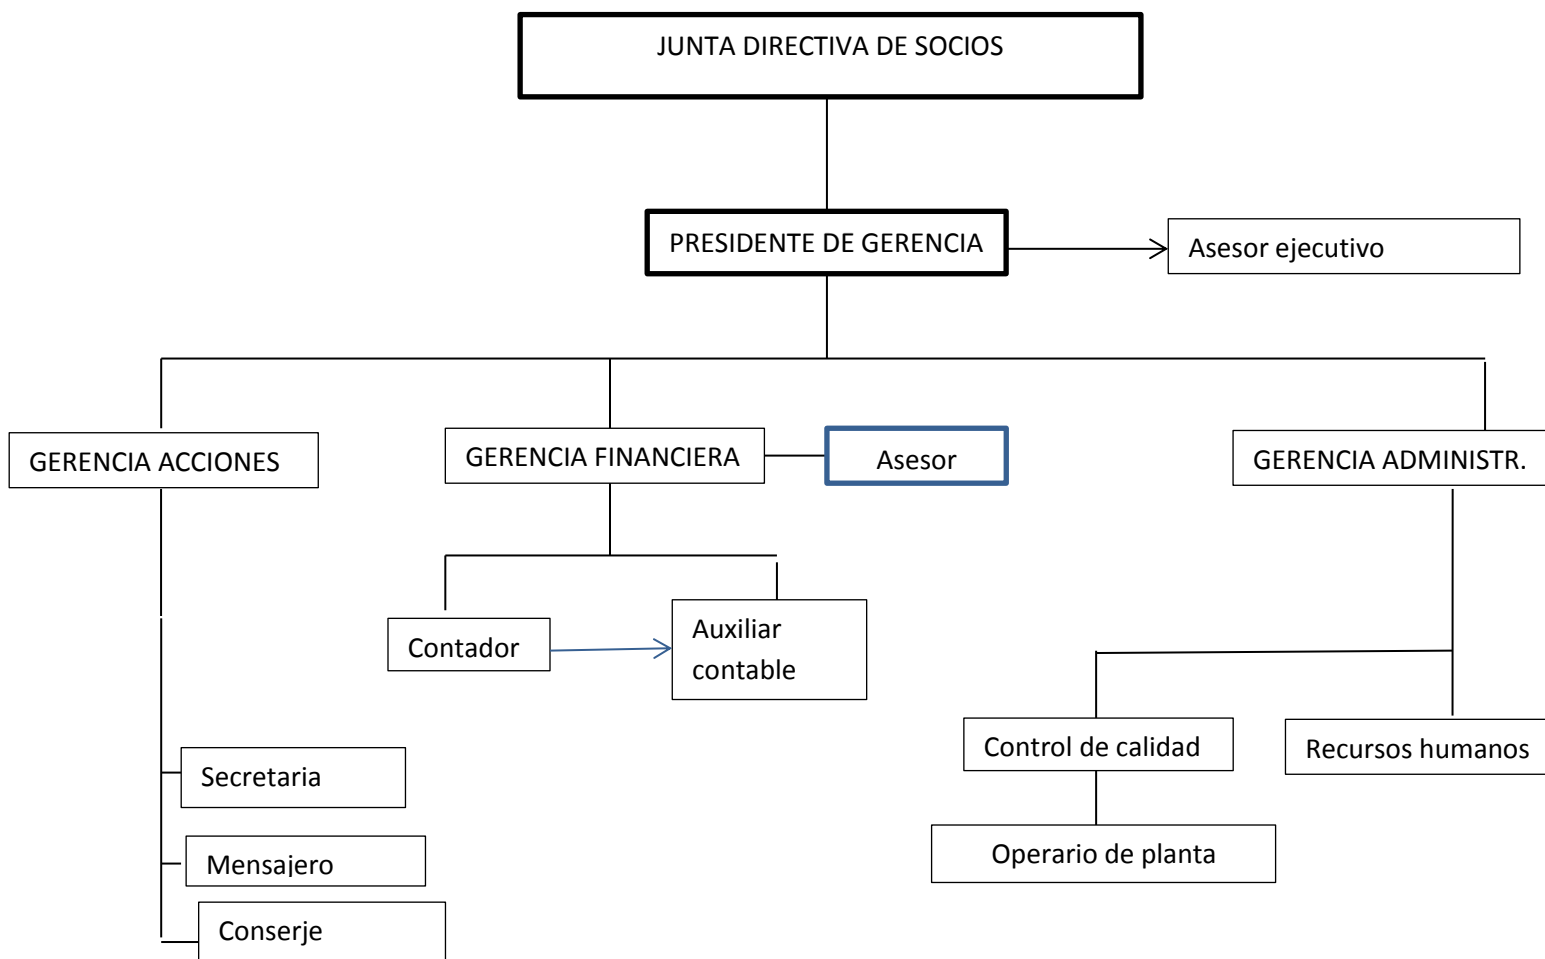 JUNTA DIRECTIVA DE SOCIOS
PRESIDENTE DE GERENCIA
Asesor ejecutivo
GERENCIA ACCIONES
GERENCIA FINANCIERA
Asesor
GERENCIA ADMINISTR.
Contador
Auxiliar
contable
Control de calidad
Recursos humanos
Secretaria
Operario de planta
Mensajero
Conserje